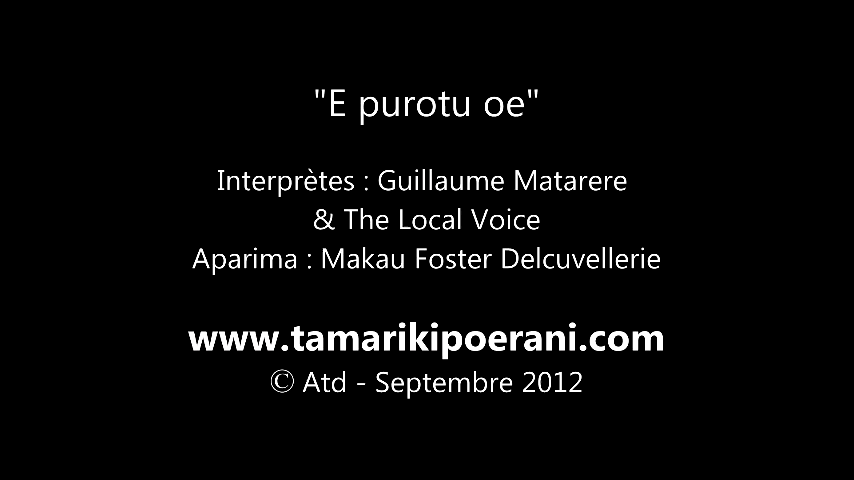 "E purotu oe"
Interprètes : Guillaume Matarere
& The Local Voice
Aparima : Makau Foster Delcuvellerie
www.tamarikipoerani.com
© Atd - Septembre 2012